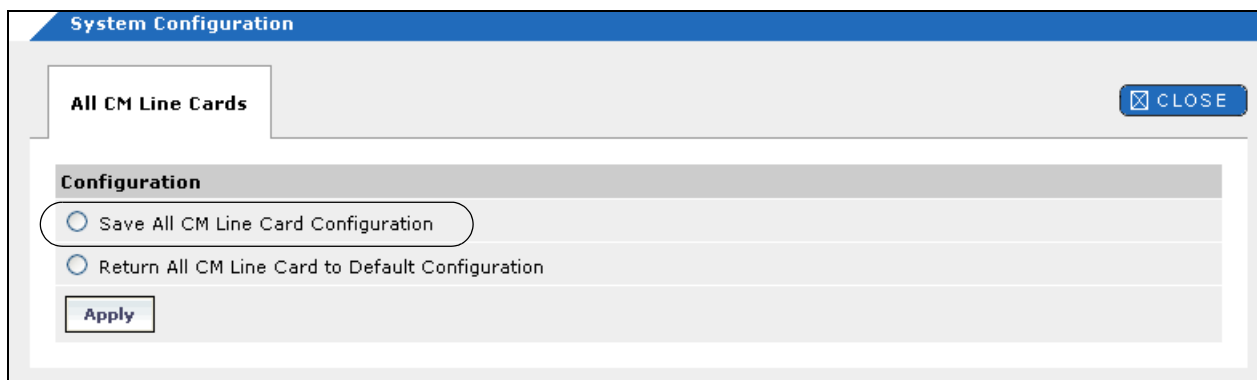 System Configuration
All CM Line Cards
CLOSE
Configuration
Save All CM Line Card Configuration
Return All CM Line Card to Default Configuration
Apply